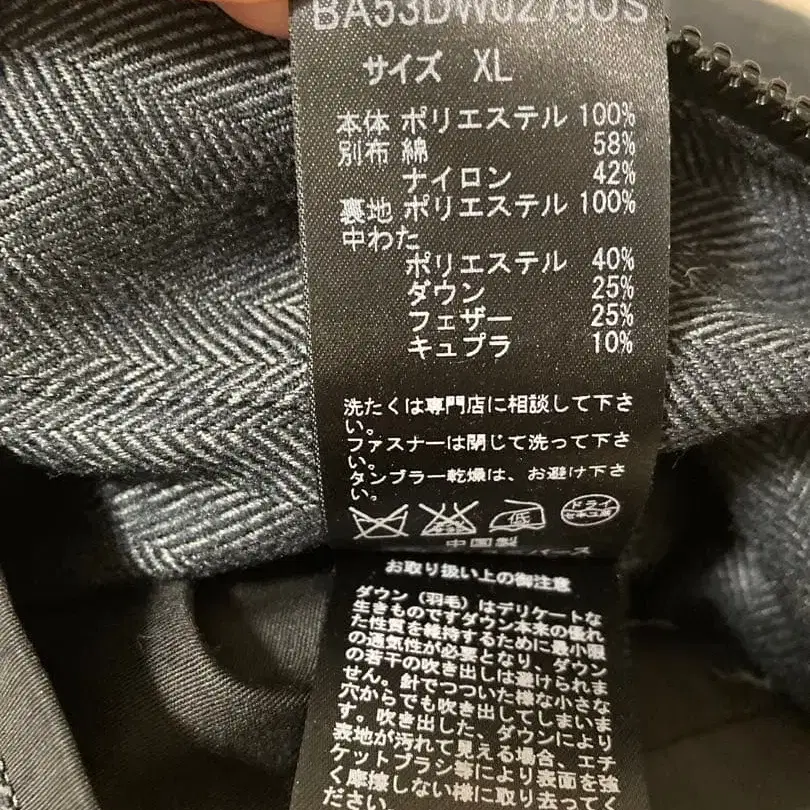 BA53DW0279OS
サイズ XL
本体 ポリエステル 100%
別布 綿 58%
ナイロン 42%
裏地 ポリエステル 100%
中わた
ポリエステル 40%
ダウン 25%
フェザー 25%
キュプラ 10%
洗たくは専門店に相談して下さ
い。
ファスナーは閉じて洗って下さ
い。
タンブラー乾燥は、お避け下さ
い。
低 ドライ
中国製
お取り扱い上の御注意
ダウン（羽毛）はデリケートな
生きものですダウン本来の優れ
た性質を維持するために最小限
の通気性が必要となり、ダウン
の若干の吹き出しは避けられま
せん。針でつついた様な小さな
穴からでも吹き出してしまいま
す。吹き出した、ダウンにより
表地が汚れて見える場合、エチ
ケットブラシ等により表面を強
く摩擦しない様に取り去ってく